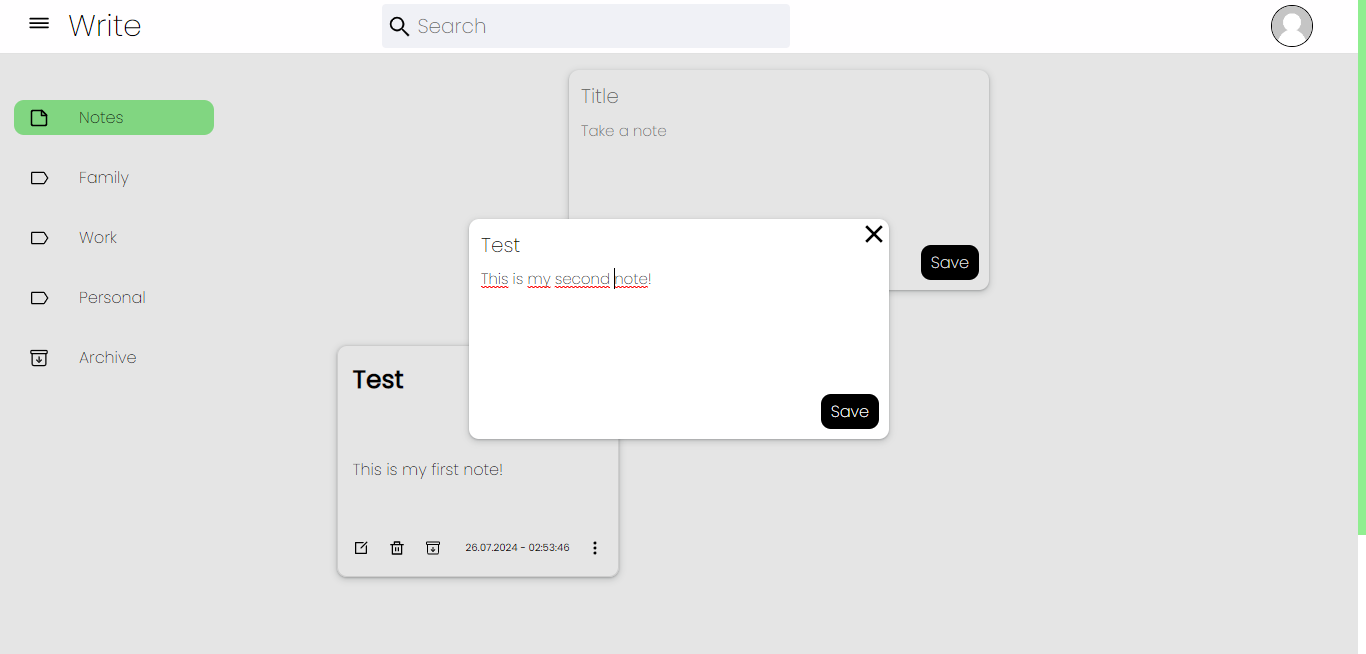 Write
Search
Notes
Family
Work
Personal
Archive
Title
Take a note
Save
Test
This is my second note!
Save
Test
This is my first note!
26.07.2024 - 02:53:46